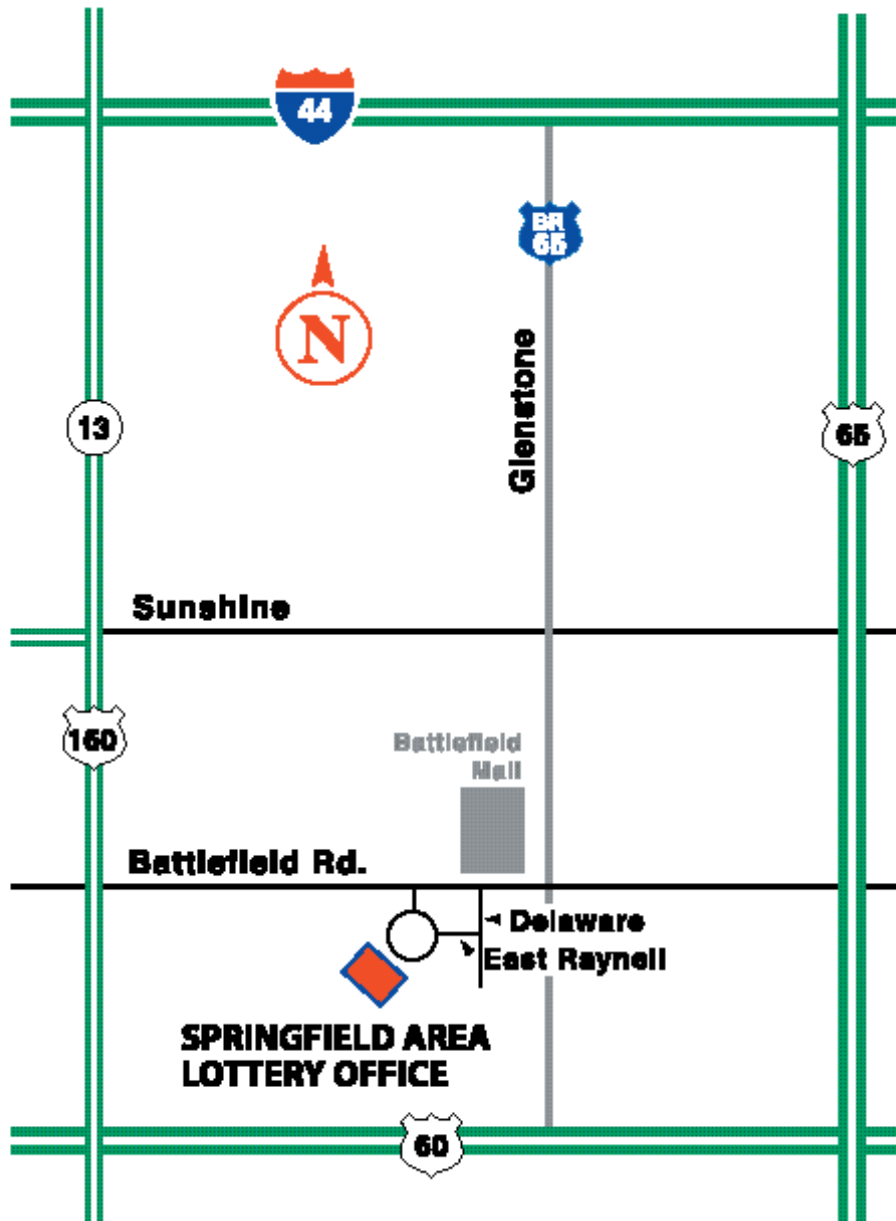 44
BR
65
N
Glenstone
13
65
Sunshine
160
Battlefield
Mall
Battlefield Rd.
Delaware
East Raynell
SPRINGFIELD AREA
LOTTERY OFFICE
60